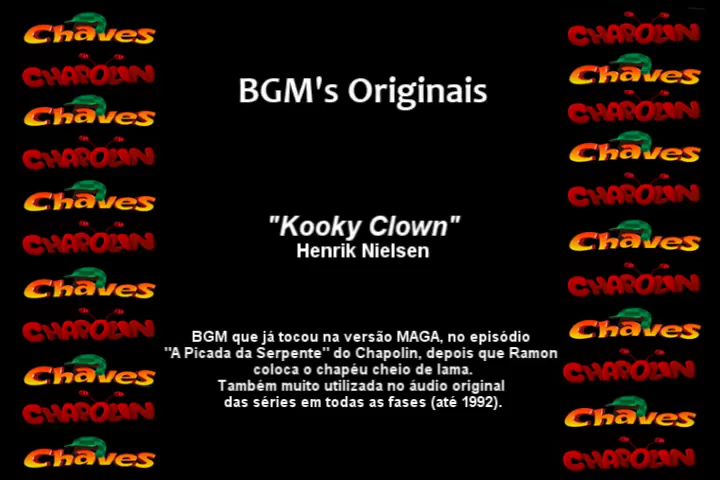 Chaves
CHAPOLIN
Chaves
CHAPOLIN
Chaves
CHAPOLIN
Chaves
CHAPOLIN
Chaves
CHAPOLIN
Chaves
BGM's Originais
"Kooky Clown"
Henrik Nielsen
BGM que já tocou na versão MAGA, no episódio
"A Picada da Serpente" do Chapolin, depois que Ramon
coloca o chapéu cheio de lama.
Também muito utilizada no áudio original
das séries em todas as fases (até 1992).
CHAPOLIN
Chaves
CHAPOLIN
Chaves
CHAPOLIN
Chaves
CHAPOLIN
Chaves
CHAPOLIN
Chaves
CHAPOLIN